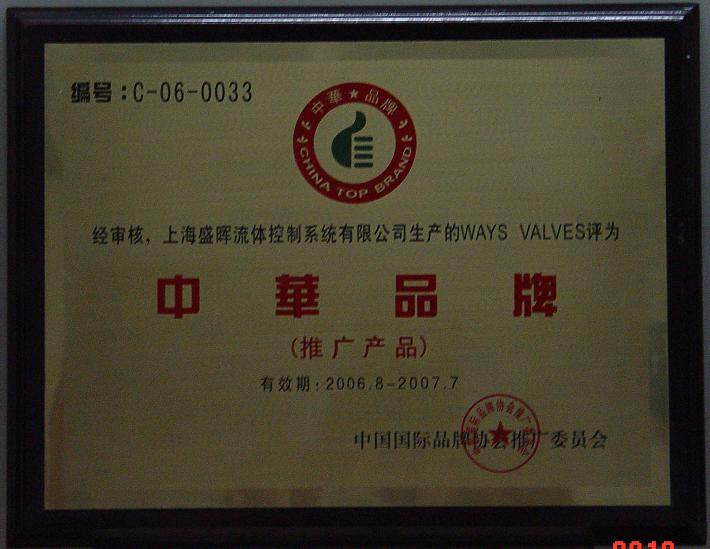 编号:C-06-0033
中華★品牌
CHINA TOP BRAND
经审核，上海盛晖流体控制系统有限公司生产的WAYS VALVES评为
中華品牌
(推广产品)
有效期:2006.8-2007.7
中国国际品牌协会推广委员会